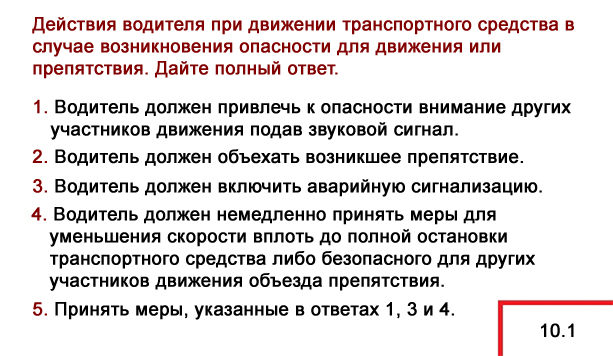 Действия водителя при движении транспортного средства в
случае возникновения опасности для движения или
препятствия. Дайте полный ответ.
1. Водитель должен привлечь к опасности внимание других
участников движения подав звуковой сигнал.
2. Водитель должен объехать возникшее препятствие.
3. Водитель должен включить аварийную сигнализацию.
4. Водитель должен немедленно принять меры для
уменьшения скорости вплоть до полной остановки
транспортного средства либо безопасного для других
участников движения объезда препятствия.
5. Принять меры, указанные в ответах 1, 3 и 4.
10.1